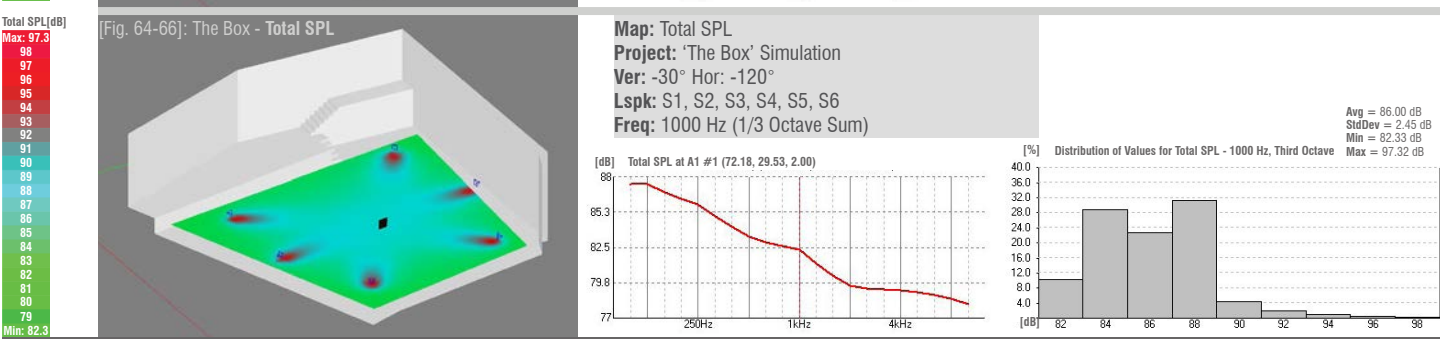 Total SPL[dB]
Max: 97.3
98
97
96
95
94
93
92
91
90
89
88
87
86
85
84
83
82
81
80
79
Min: 82.3
[Fig. 64-66]: The Box - Total SPL
Map: Total SPL
Project: ‘The Box’ Simulation
Ver: -30° Hor: -120°
Lspk: S1, S2, S3, S4, S5, S6
Freq: 1000 Hz (1/3 Octave Sum)
[dB] Total SPL at A1 #1 (72.18, 29.53, 2.00)
88
85.3
82.5
79.8
77
250Hz 1kHz 4kHz
Avg = 86.00 dB
StdDev = 2.45 dB
Min = 82.33 dB
Max = 97.32 dB
[%] Distribution of Values for Total SPL - 1000 Hz, Third Octave
40.0
36.0
32.0
28.0
24.0
20.0
16.0
12.0
8.0
4.0
[dB] 82 84 86 88 90 92 94 96 98